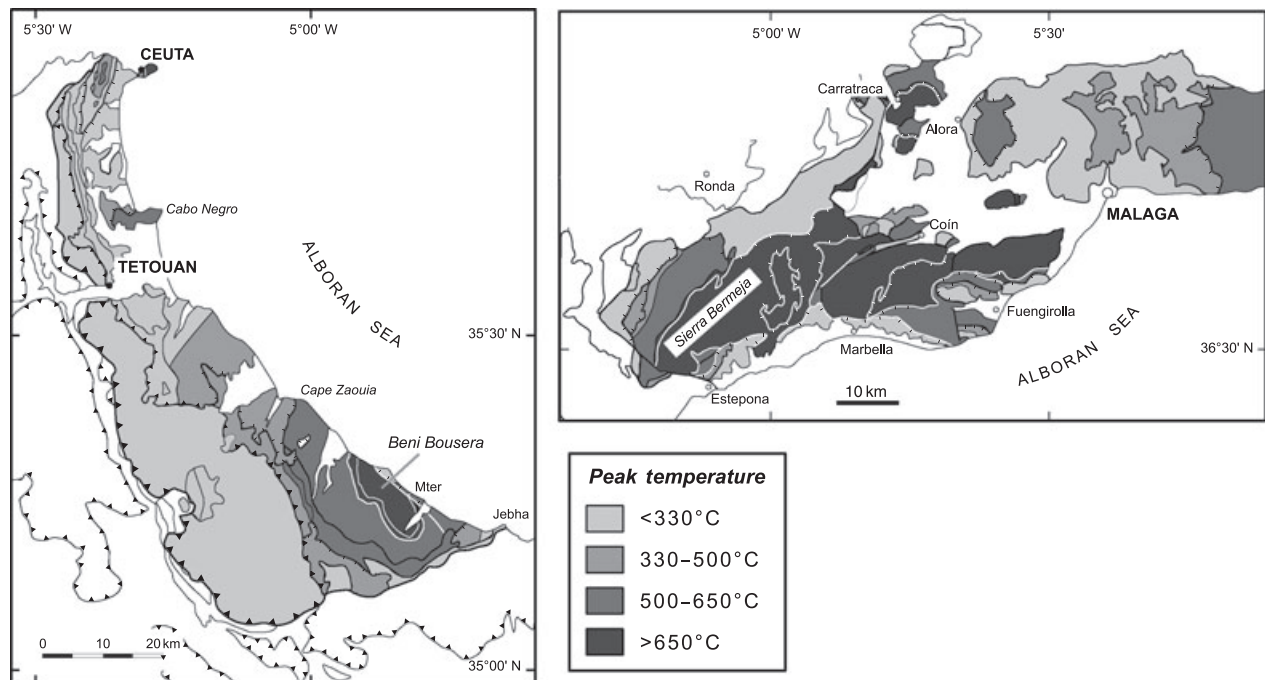 5°30' W
5°00' W
CEUTA
Cabo Negro
TETOUAN
ALBORAN SEA
35°30' N
Cape Zaouia
Beni Bousera
Mter
Jebha
0 10 20 km
35°00' N
5°00' W
5°30'
Carratraca
Alora
Ronda
MALAGA
Coín
Sierra Bermeja
Fuengirolla
Marbella
ALBORAN SEA
36°30' N
Estepona
10 km
Peak temperature
<330°C
330–500°C
500–650°C
>650°C